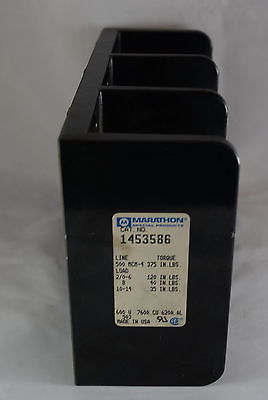 MARATHON
SPECIAL PRODUCTS
CAT NO.
1453586
LINE TORQUE
500 MCM-4 375 IN.LBS.
LOAD
2/0-6 120 IN.LBS.
8 40 IN.LBS.
10-14 35 IN.LBS.
600 V 760A CU 620A AL
502
MADE IN USA